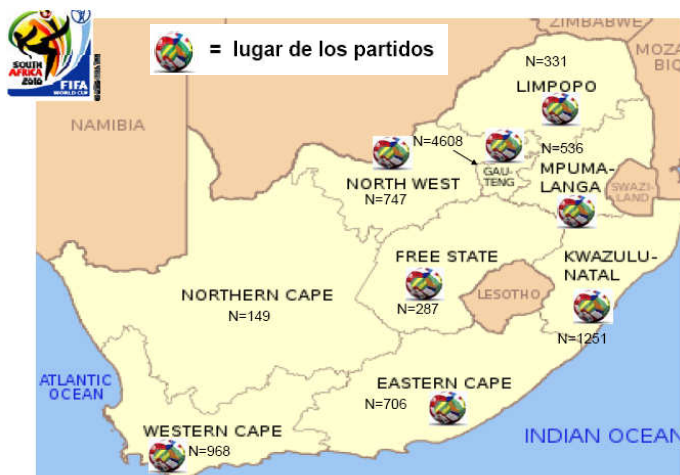 SOUTH
AFRICA
2010
FIFA
WORLD CUP
= lugar de los partidos
ZIMBABWE
MOZA
BIQ
NAMIBIA
N=331
LIMPOPO
N=4608
N=536
GAU-
TENG
MPUMA-
LANGA
SWAZI-
LAND
NORTH WEST
N=747
FREE STATE
N=287
KWAZULU-
NATAL
LESOTHO
N=1251
NORTHERN CAPE
N=149
ATLANTIC
OCEAN
EASTERN CAPE
N=706
WESTERN CAPE
N=968
INDIAN OCEAN